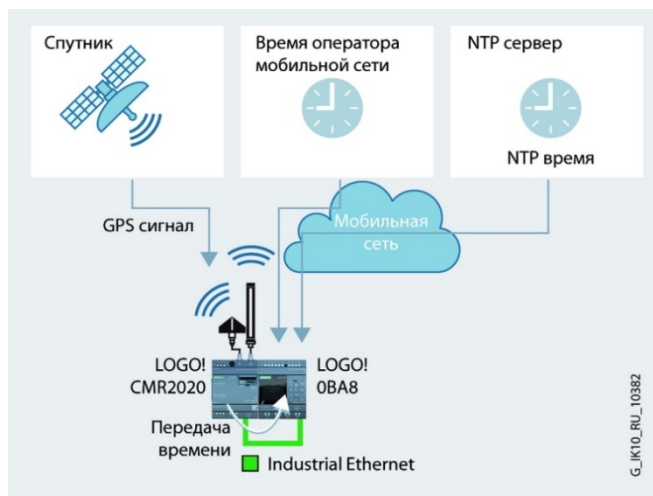 Спутник
Время оператора
мобильной сети
NTP сервер
NTP время
GPS сигнал
Мобильная
сеть
LOGO!
CMR2020
LOGO!
0BA8
Передача
времени
Industrial Ethernet
G_IK10_RU_10382